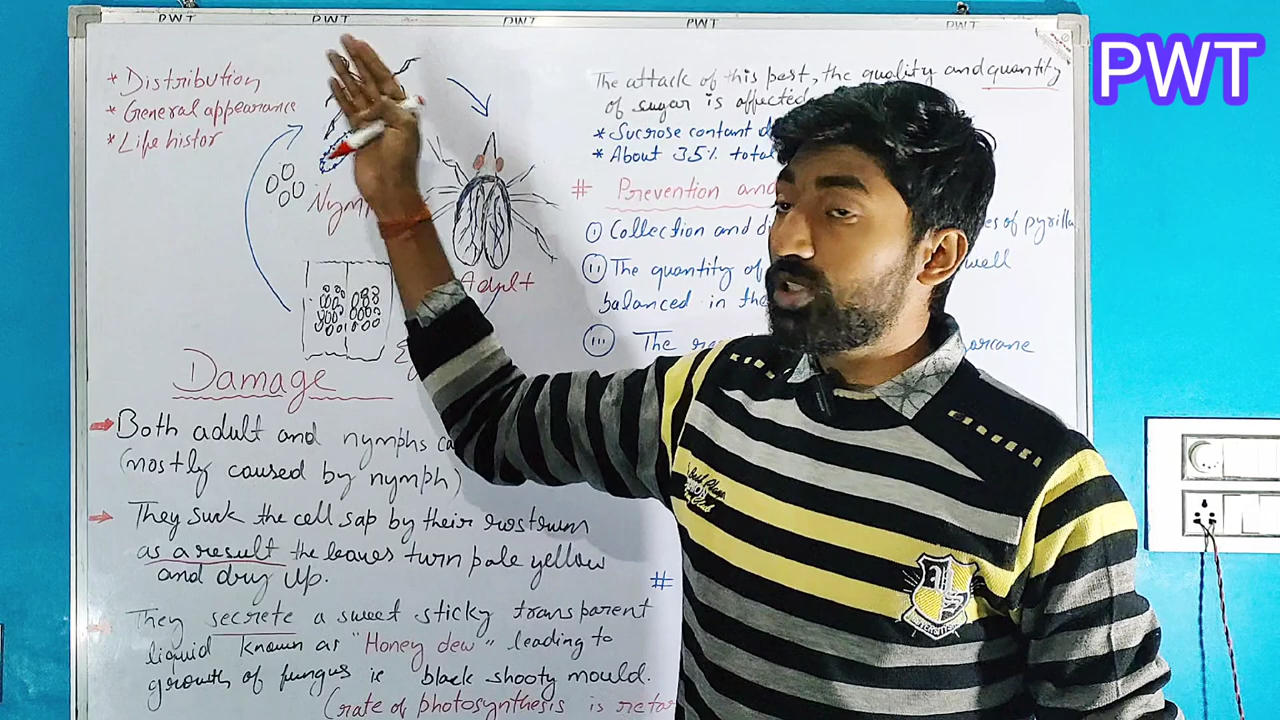 PWT PWT PWT PWT PWT
PWT
* Distribution
* General appearance
* Life histor
Nymp
Adult
The attack of this pest, the quality and quantity
of sugar is affected
* Sucrose contant d
* About 35% total
# Prevention and
(i) Collection and d es of pyrilla
(ii) The quantity of well
balanced in the
(iii) The re arcane
Damage
→ Both adult and nymphs ca
(mostly caused by nymph)
→ They suck the cell sap by their rostrum
as a result the leaves turn pale yellow
and dry up.
#
→ They secrete a sweet sticky transparent
liquid known as "Honey dew" leading to
growth of fungus ie black shooty mould.
(rate of photosynthesis is retar